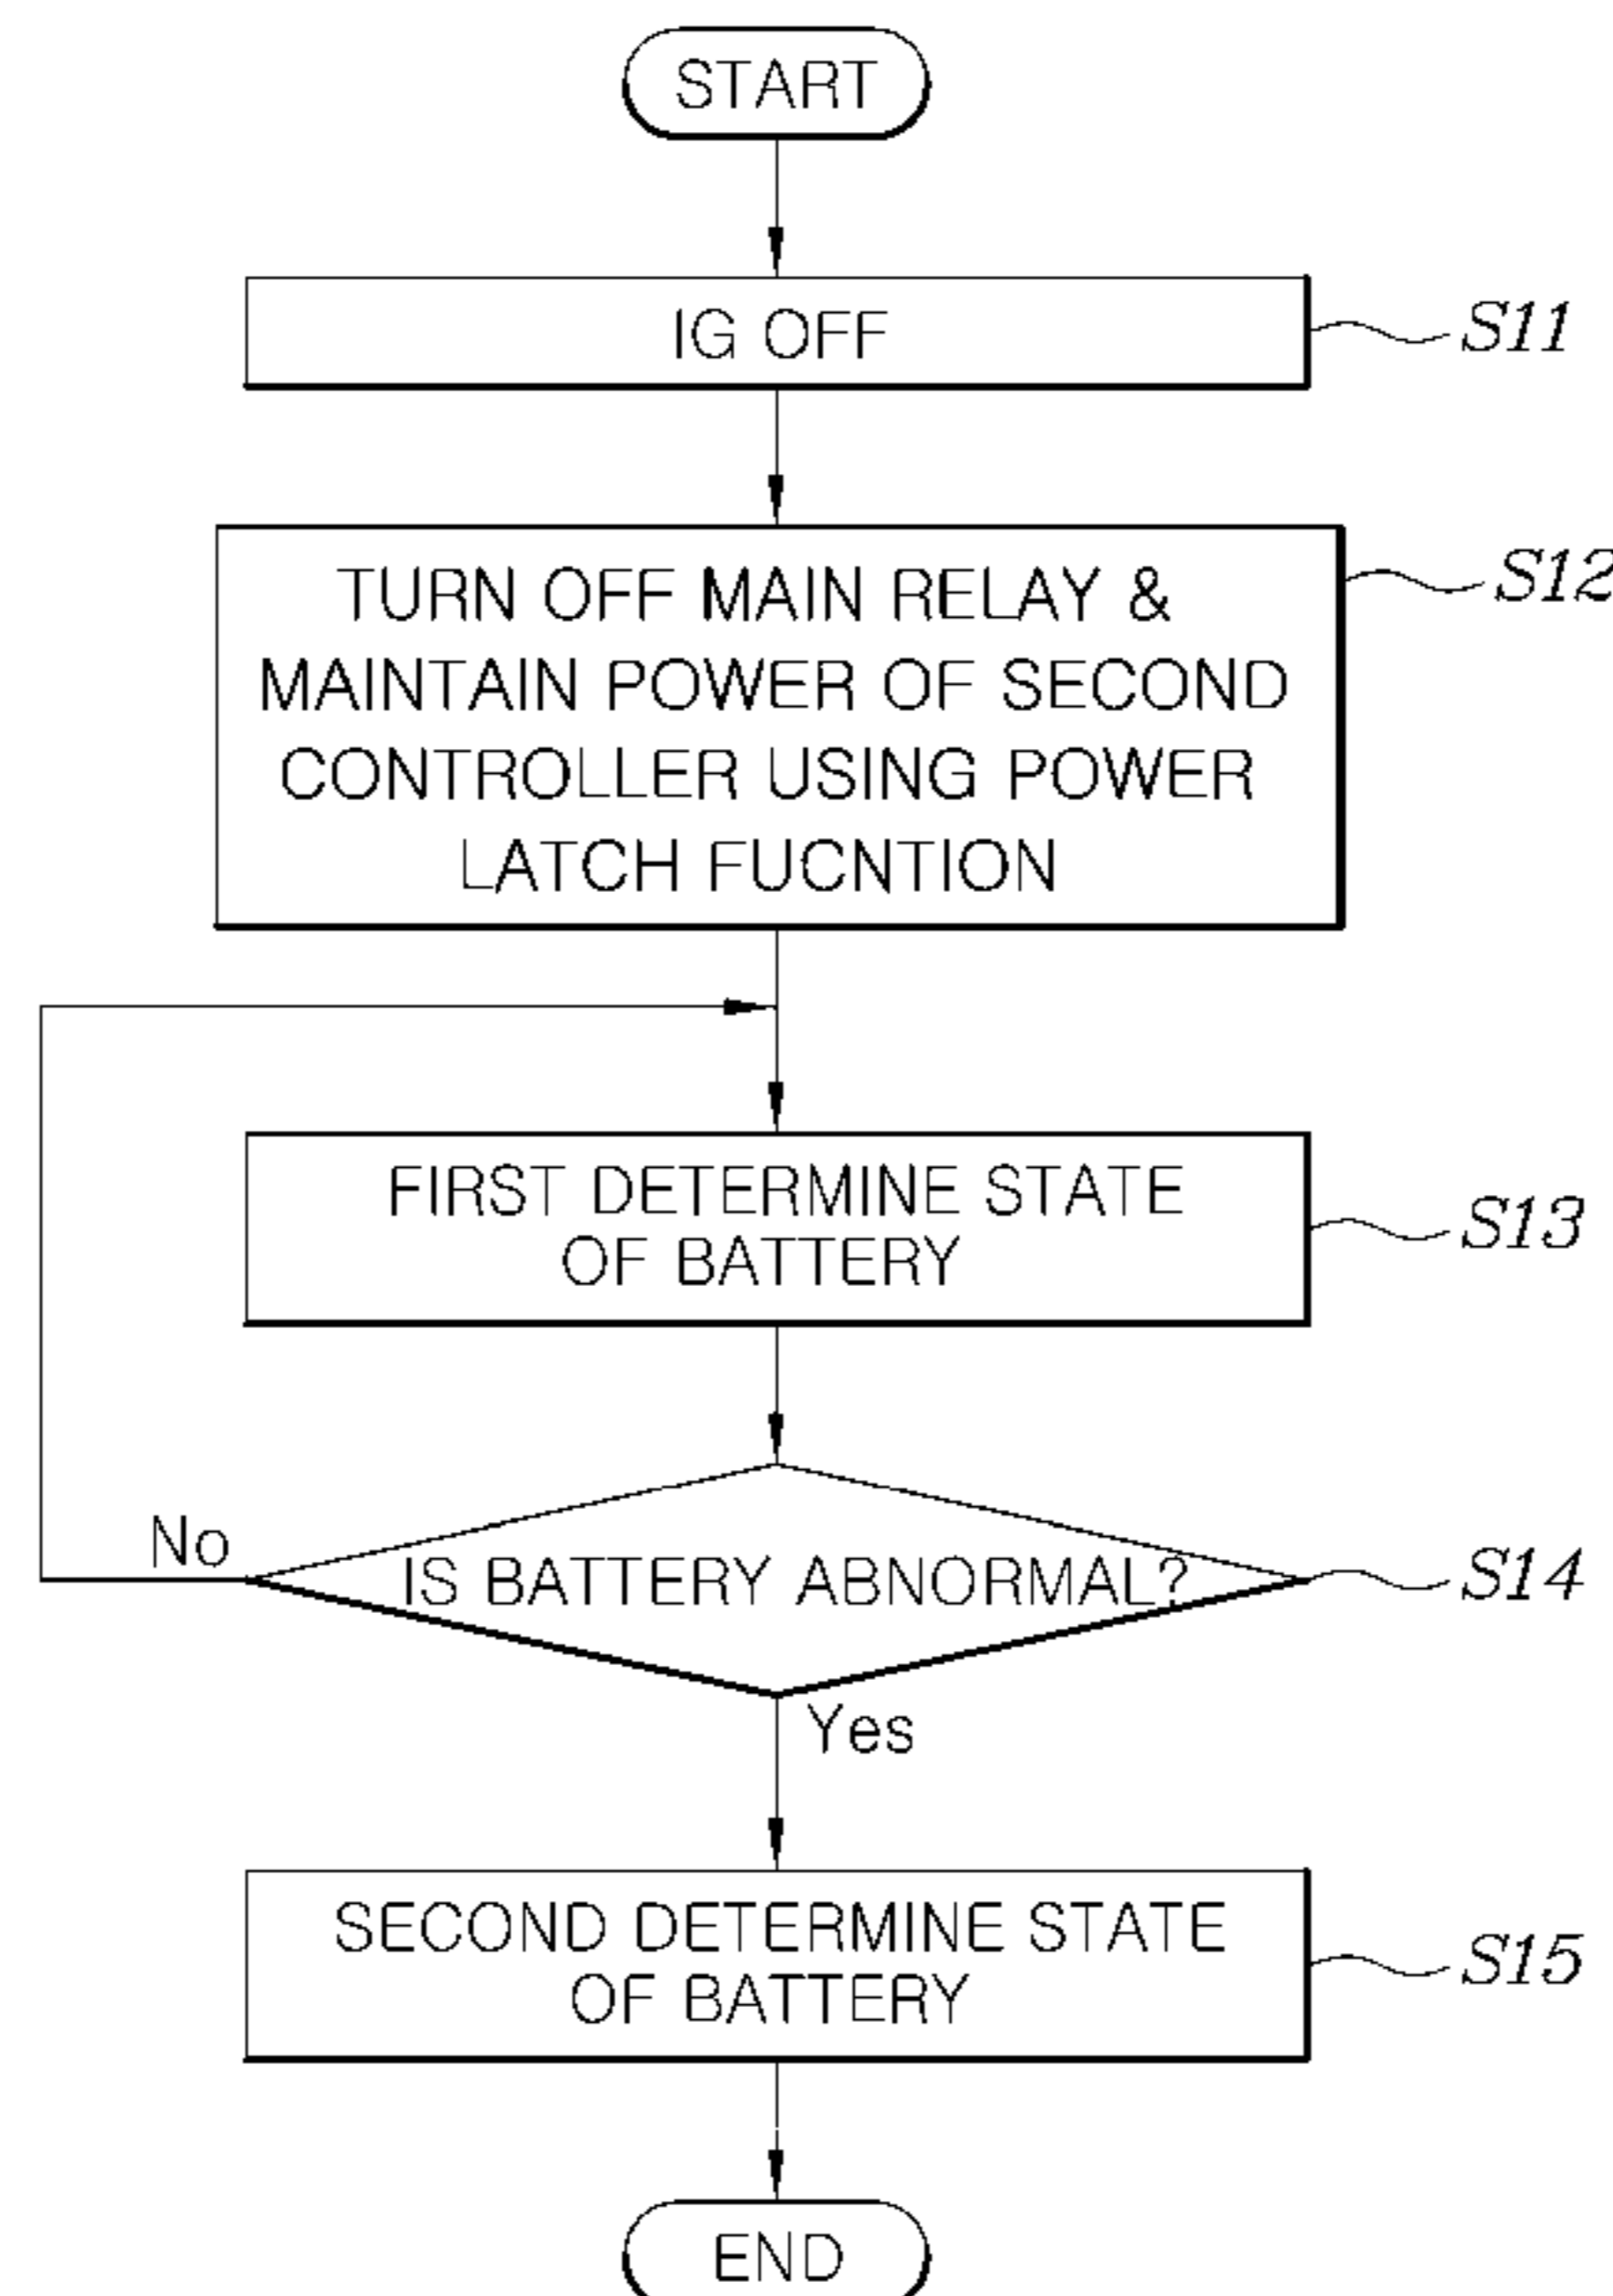 START
IG OFF
S11
TURN OFF MAIN RELAY &
MAINTAIN POWER OF SECOND
CONTROLLER USING POWER
LATCH FUCNTION
S12
FIRST DETERMINE STATE
OF BATTERY
S13
No
IS BATTERY ABNORMAL?
S14
Yes
SECOND DETERMINE STATE
OF BATTERY
S15
END